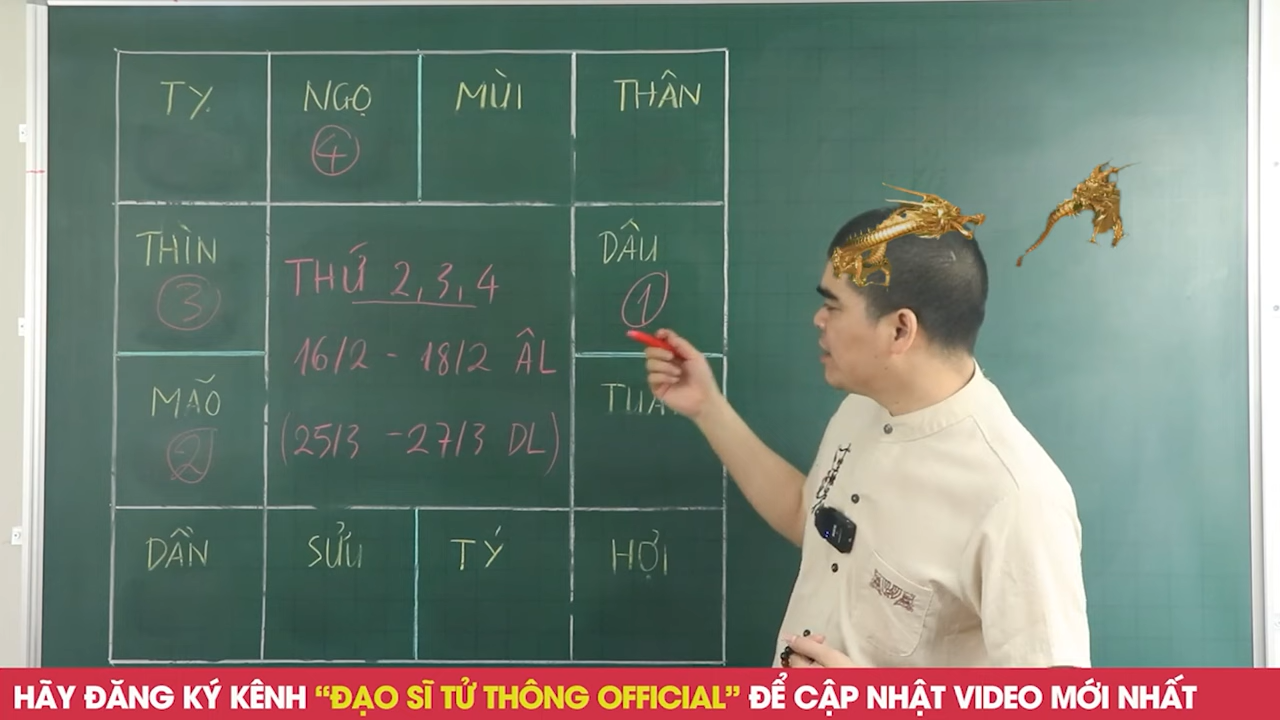 TỴ
NGỌ
④
MÙI
THÂN
THÌN
③
DẬU
①
MÃO
②
THỨ 2,3,4
16/2 - 18/2 ÂL
(25/3 - 27/3 DL)
DẦN
SỬU
TÝ
HỢI
HÃY ĐĂNG KÝ KÊNH “ĐẠO SĨ TỬ THÔNG OFFICIAL” ĐỂ CẬP NHẬT VIDEO MỚI NHẤT